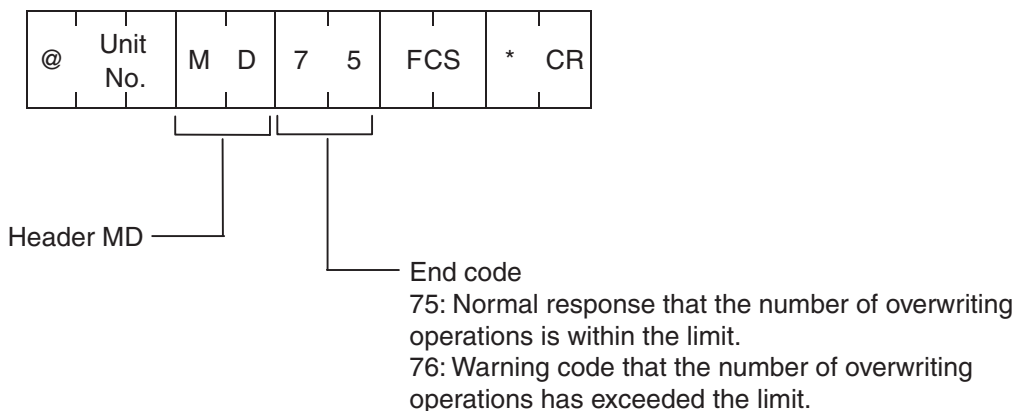 @ Unit No. M D 7 5 FCS * CR
Header MD
End code
75: Normal response that the number of overwriting
operations is within the limit.
76: Warning code that the number of overwriting
operations has exceeded the limit.